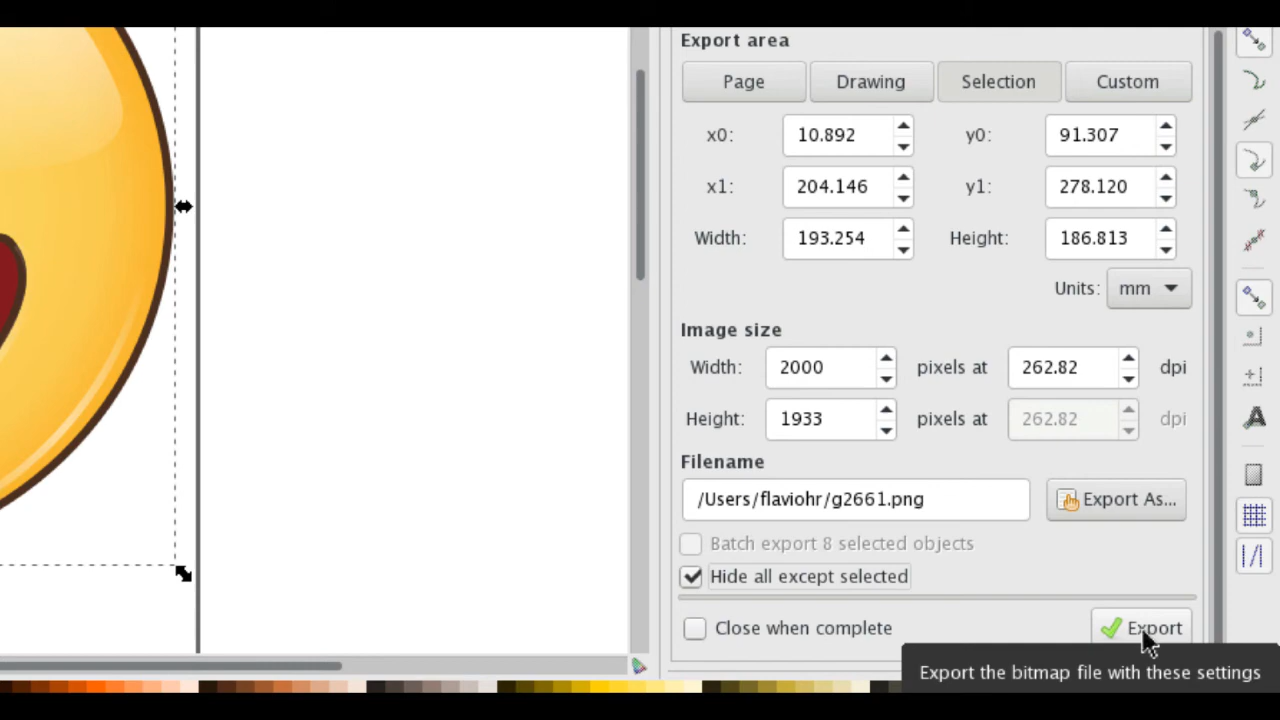 Export area
Page Drawing Selection Custom
x0: 10.892 y0: 91.307
x1: 204.146 y1: 278.120
Width: 193.254 Height: 186.813
Units: mm
Image size
Width: 2000 pixels at 262.82 dpi
Height: 1933 pixels at 262.82 dpi
Filename
/Users/flaviohr/g2661.png Export As...
Batch export 8 selected objects
Hide all except selected
Close when complete Export
Export the bitmap file with these settings